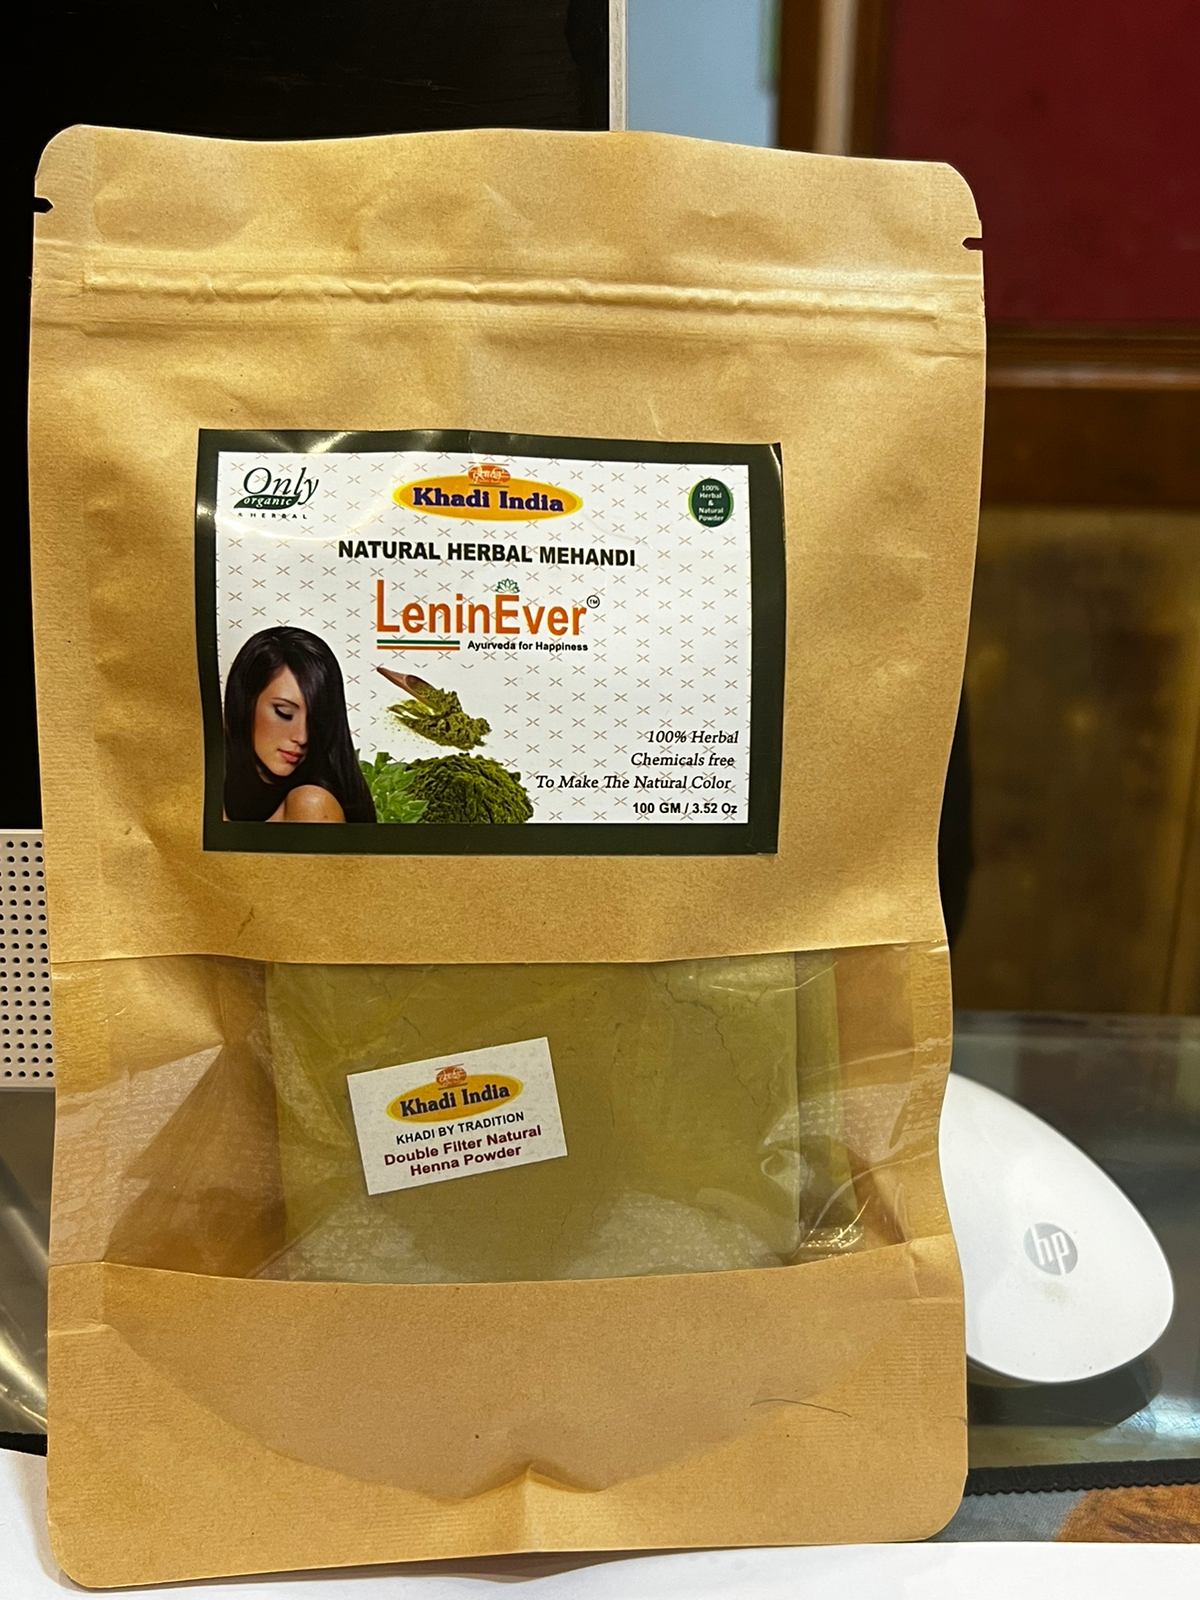 Only
organic
& HERBAL
Khadi India
100%
Herbal
&
Natural
Powder
NATURAL HERBAL MEHANDI
LeninEver™
Ayurveda for Happiness
100% Herbal
Chemicals free
To Make The Natural Color
100 GM / 3.52 Oz
Khadi India
KHADI BY TRADITION
Double Filter Natural
Henna Powder
hp